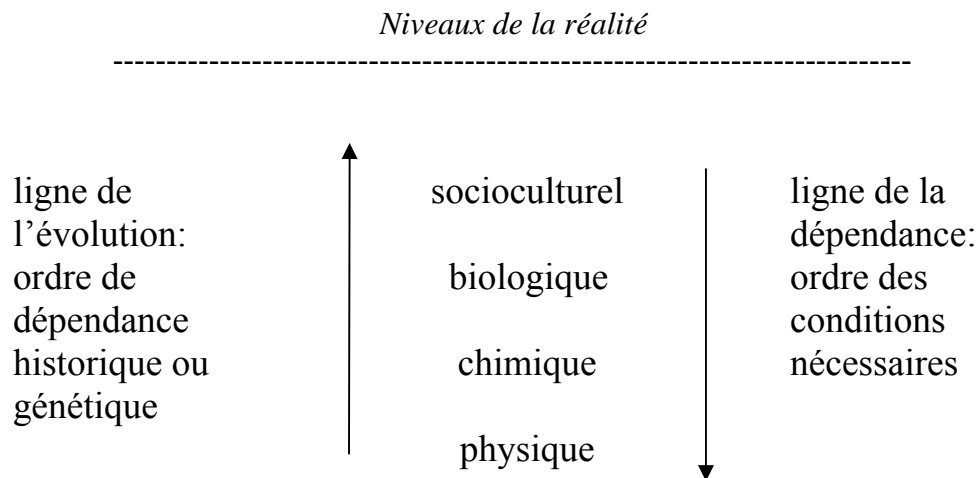 Niveaux de la réalité
---------------------------------------------------------------------------
ligne de
l’évolution:
ordre de
dépendance
historique ou
génétique
socioculturel
biologique
chimique
physique
ligne de la
dépendance:
ordre des
conditions
nécessaires